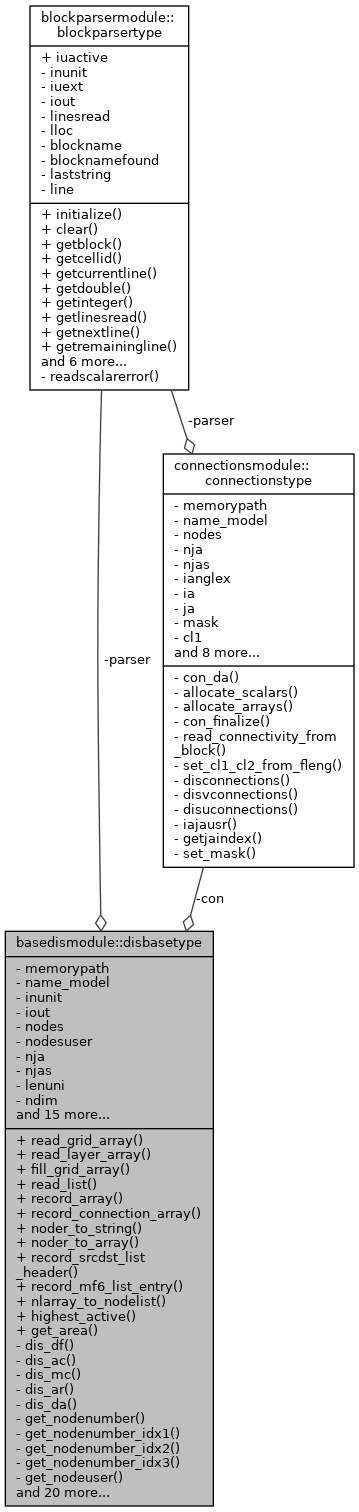 blockparsermodule::
blockparsertype
+ iuactive
- inunit
- iuext
- iout
- linesread
- lloc
- blockname
- blocknamefound
- laststring
- line
+ initialize()
+ clear()
+ getblock()
+ getcellid()
+ getcurrentline()
+ getdouble()
+ getinteger()
+ getlinesread()
+ getnextline()
+ getremainingline()
and 6 more...
- readscalarerror()
-parser
connectionsmodule::
connectionstype
- memorypath
- name_model
- nodes
- nja
- njas
- ianglex
- ia
- ja
- mask
- cl1
and 8 more...
- con_da()
- allocate_scalars()
- allocate_arrays()
- con_finalize()
- read_connectivity_from
_block()
- set_cl1_cl2_from_fleng()
- disconnections()
- disvconnections()
- disuconnections()
- iajausr()
- getjaindex()
- set_mask()
-parser
-con
basedismodule::disbasetype
- memorypath
- name_model
- inunit
- iout
- nodes
- nodesuser
- nja
- njas
- lenuni
- ndim
and 15 more...
+ read_grid_array()
+ read_layer_array()
+ fill_grid_array()
+ read_list()
+ record_array()
+ record_connection_array()
+ noder_to_string()
+ noder_to_array()
+ record_srcdst_list
_header()
+ record_mf6_list_entry()
+ nlarray_to_nodelist()
+ highest_active()
+ get_area()
- dis_df()
- dis_ac()
- dis_mc()
- dis_ar()
- dis_da()
- get_nodenumber()
- get_nodenumber_idx1()
- get_nodenumber_idx2()
- get_nodenumber_idx3()
- get_nodeuser()
and 20 more...